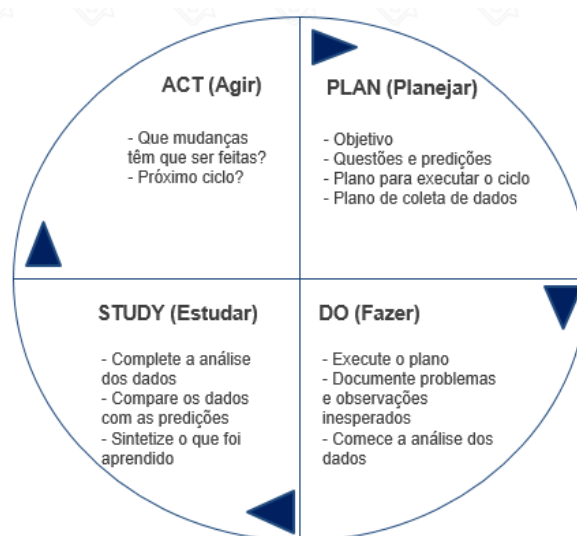 ACT (Agir)
- Que mudanças
têm que ser feitas?
- Próximo ciclo?
PLAN (Planejar)
- Objetivo
- Questões e predições
- Plano para executar o ciclo
- Plano de coleta de dados
STUDY (Estudar)
- Complete a análise
dos dados
- Compare os dados
com as predições
- Sintetize o que foi
aprendido
DO (Fazer)
- Execute o plano
- Documente problemas
e observações
inesperados
- Comece a análise dos
dados